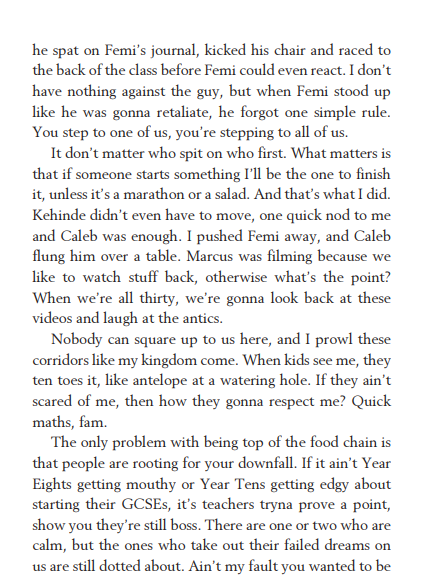 he spat on Femi's journal, kicked his chair and raced to
the back of the class before Femi could even react. I don't
have nothing against the guy, but when Femi stood up
like he was gonna retaliate, he forgot one simple rule.
You step to one of us, you're stepping to all of us.
It don't matter who spit on who first. What matters is
that if someone starts something I'll be the one to finish
it, unless it's a marathon or a salad. And that's what I did.
Kehinde didn't even have to move, one quick nod to me
and Caleb was enough. I pushed Femi away, and Caleb
flung him over a table. Marcus was filming because we
like to watch stuff back, otherwise what's the point?
When we're all thirty, we're gonna look back at these
videos and laugh at the antics.
Nobody can square up to us here, and I prowl these
corridors like my kingdom come. When kids see me, they
ten toes it, like antelope at a watering hole. If they ain't
scared of me, then how they gonna respect me? Quick
maths, fam.
The only problem with being top of the food chain is
that people are rooting for your downfall. If it ain't Year
Eights getting mouthy or Year Tens getting edgy about
starting their GCSEs, it's teachers tryna prove a point,
show you they're still boss. There are one or two who are
calm, but the ones who take out their failed dreams on
us are still dotted about. Ain't my fault you wanted to be